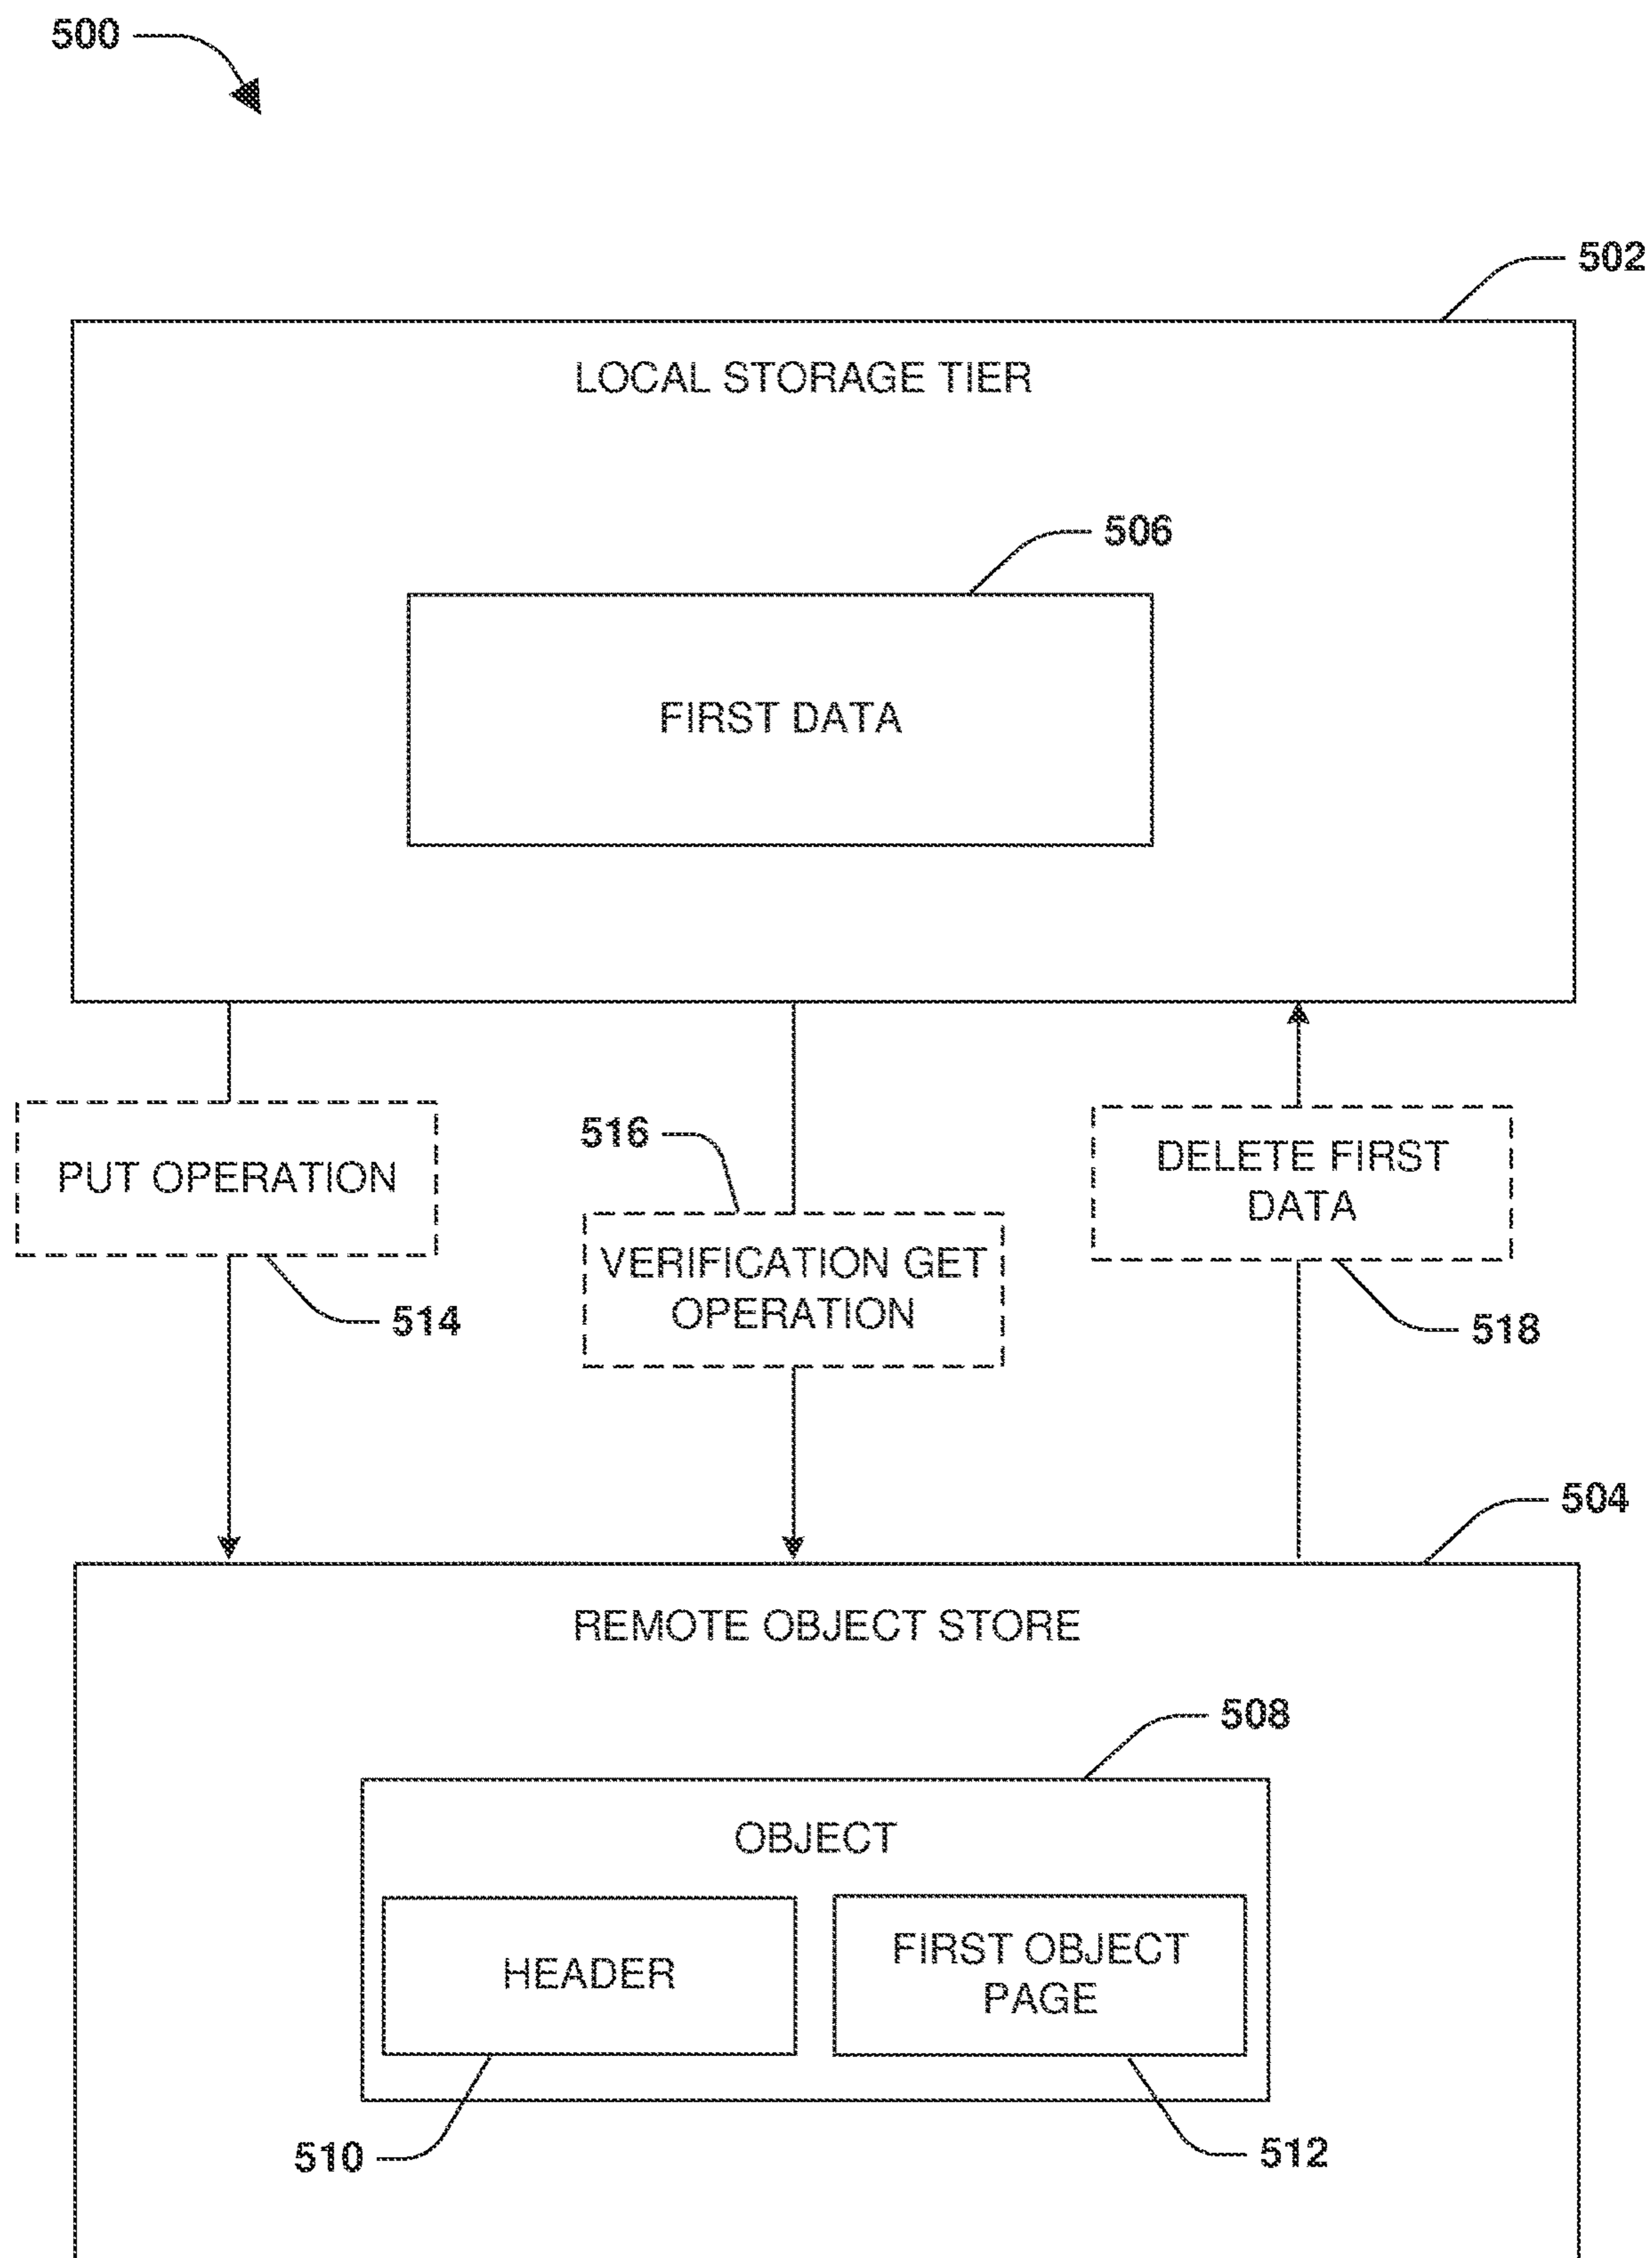 500
502
LOCAL STORAGE TIER
506
FIRST DATA
PUT OPERATION
514
516
VERIFICATION GET
OPERATION
DELETE FIRST
DATA
518
504
REMOTE OBJECT STORE
508
OBJECT
HEADER
FIRST OBJECT
PAGE
510
512